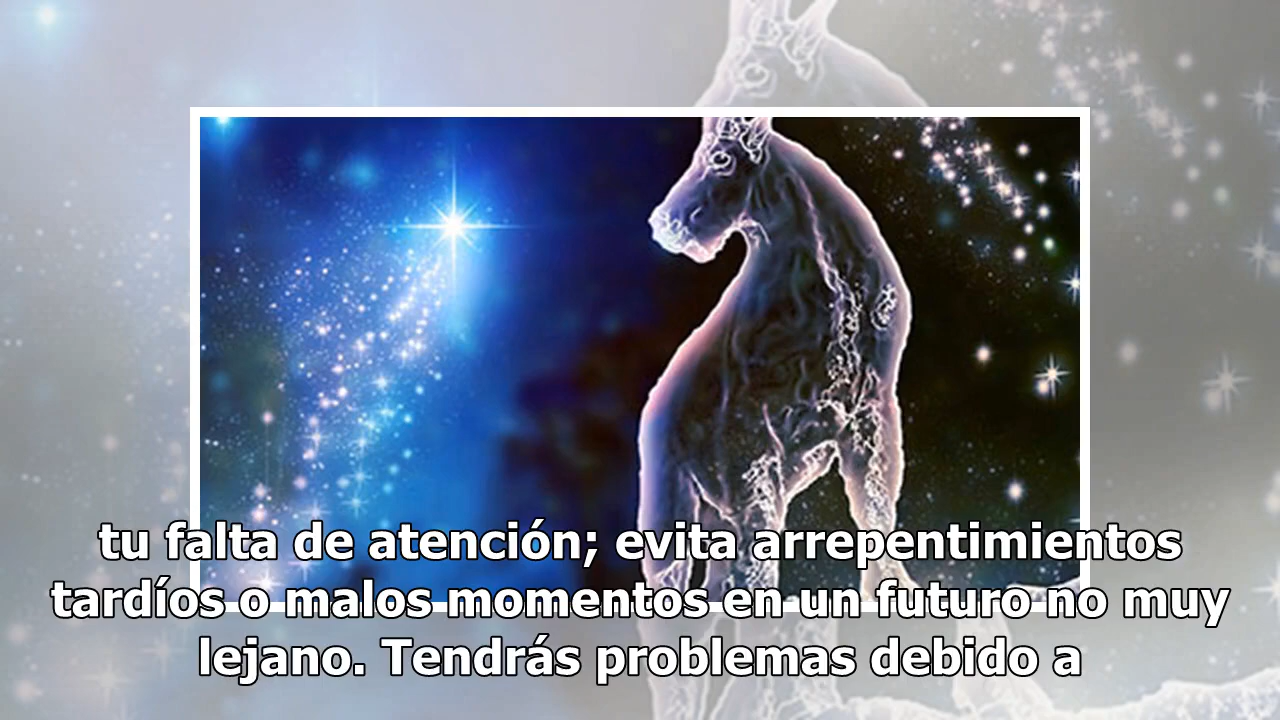 tu falta de atención; evita arrepentimientos
tardíos o malos momentos en un futuro no muy
lejano. Tendrás problemas debido a